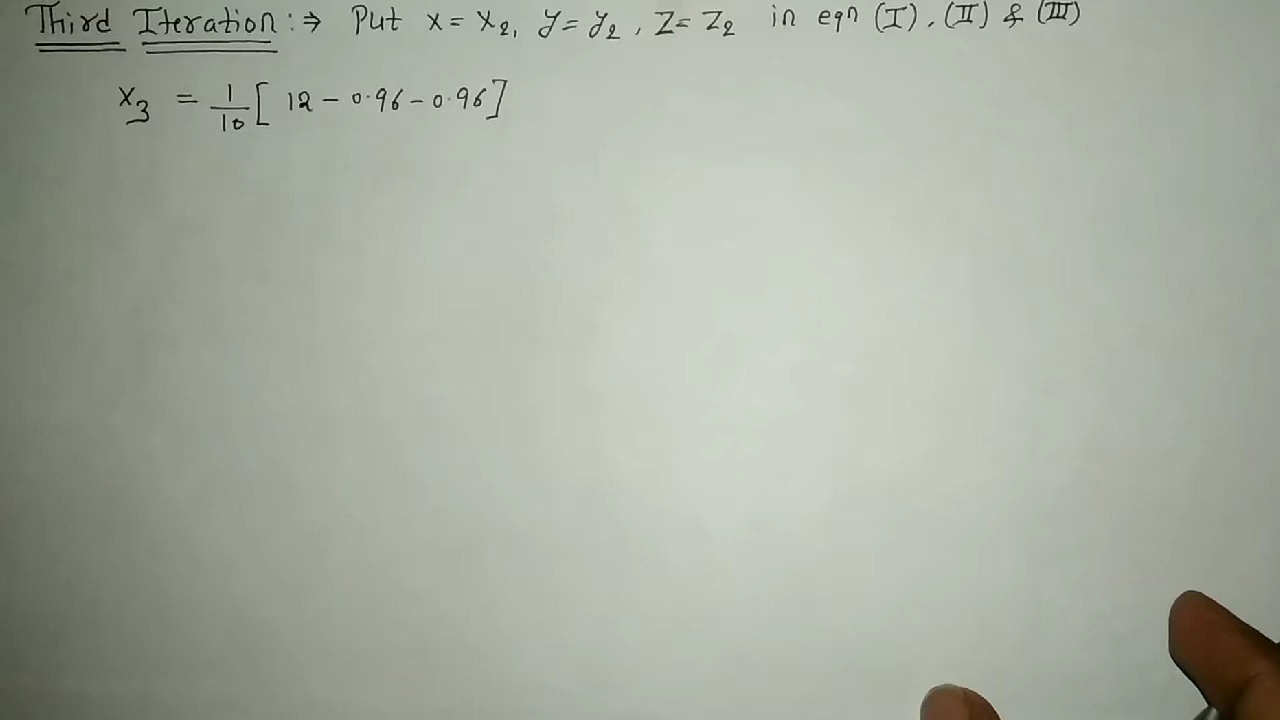 Third Iteration :⇒ Put x = x₂, y = y₂, z = z₂ in eqn (I), (II) & (III)
x₃ = 1/10 [ 12 - 0.96 - 0.96 ]